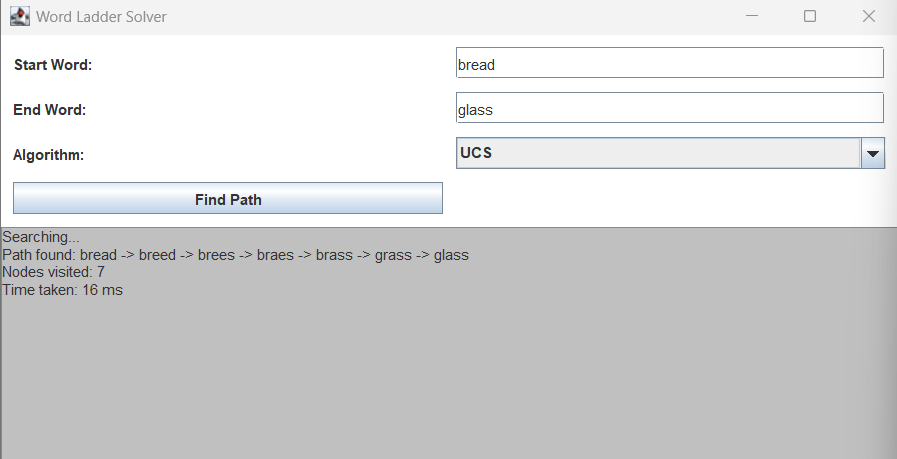 Word Ladder Solver
Start Word: bread
End Word: glass
Algorithm: UCS
Find Path
Searching...
Path found: bread -> breed -> brees -> braes -> brass -> grass -> glass
Nodes visited: 7
Time taken: 16 ms